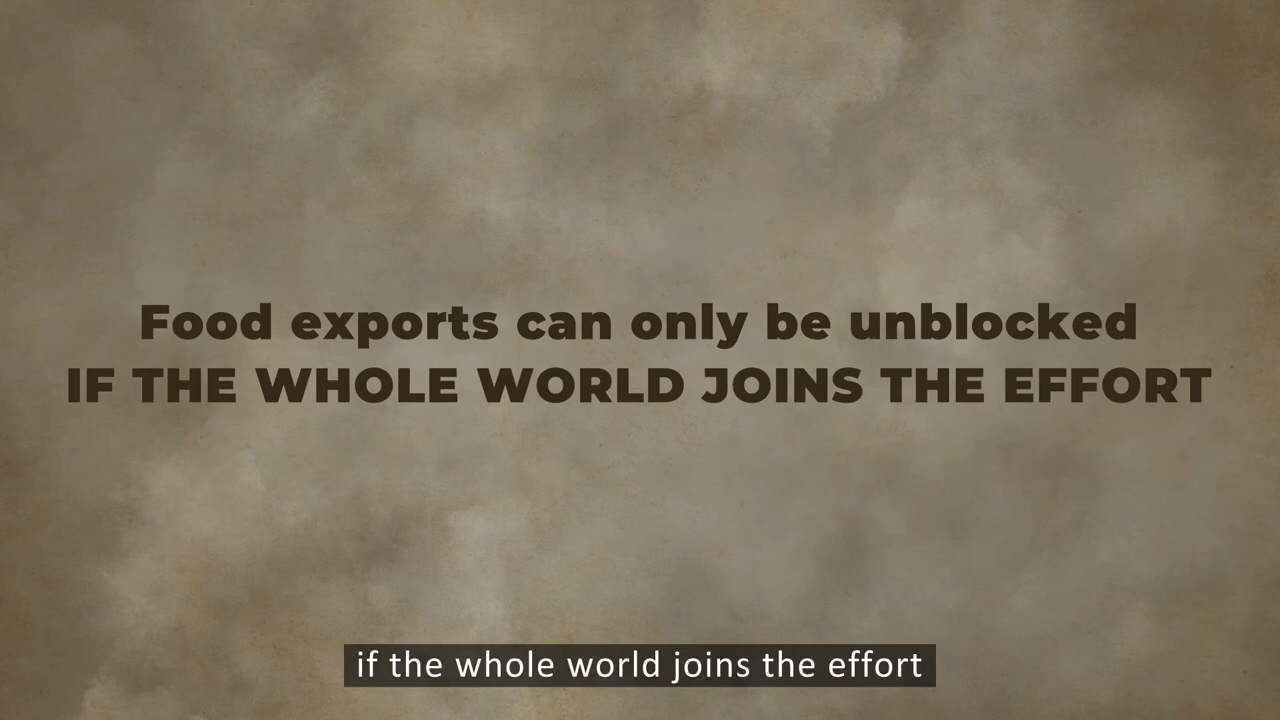 Food exports can only be unblocked
IF THE WHOLE WORLD JOINS THE EFFORT
if the whole world joins the effort